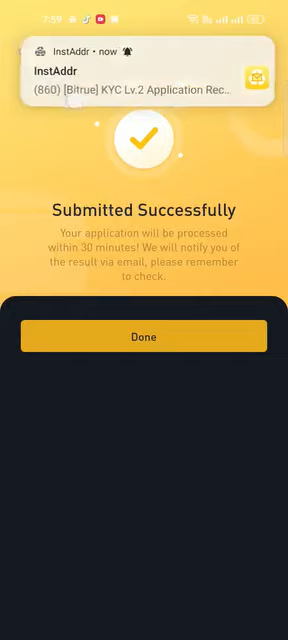 7:59
InstAddr • now
InstAddr
(860) [Bitrue] KYC Lv.2 Application Rec..
Submitted Successfully
Your application will be processed
within 30 minutes! We will notify you of
the result via email, please remember
to check.
Done